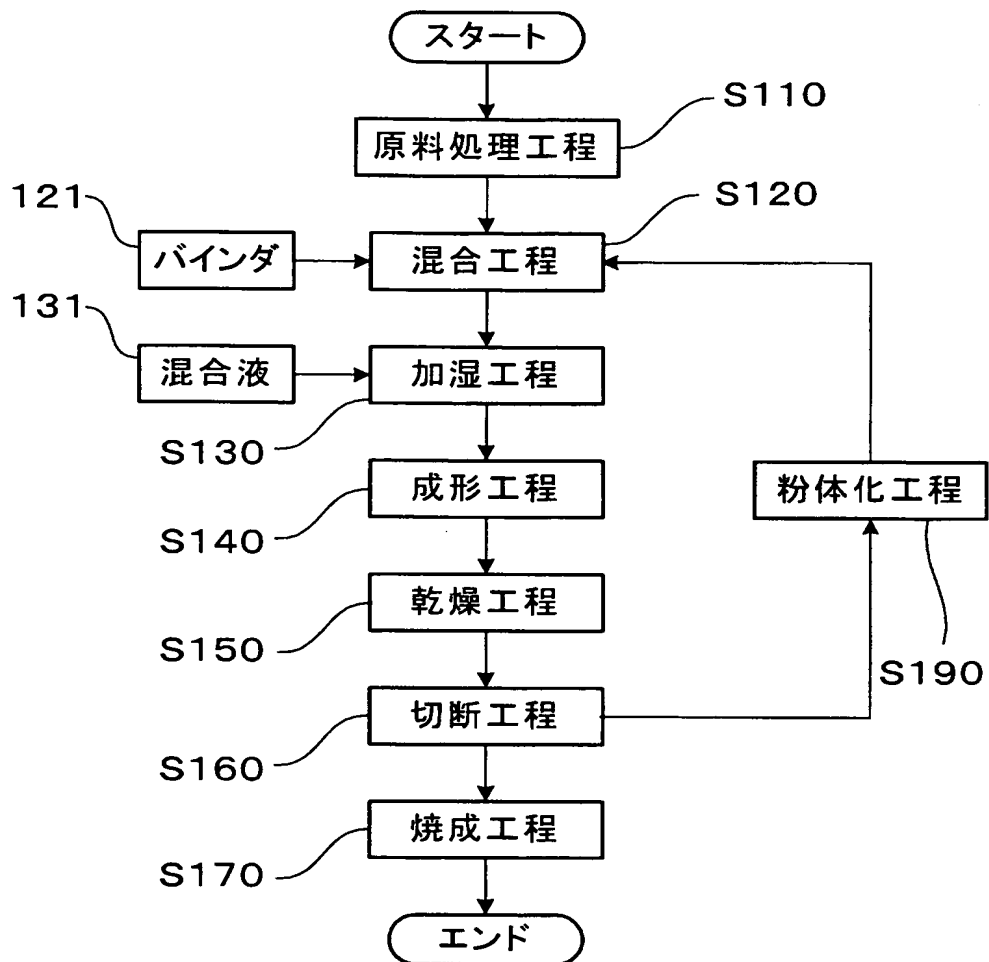 スタート
S110
原料処理工程
121
S120
バインダ
混合工程
131
混合液
加湿工程
S130
成形工程
粉体化工程
S140
乾燥工程
S150
S190
切断工程
S160
焼成工程
S170
エンド